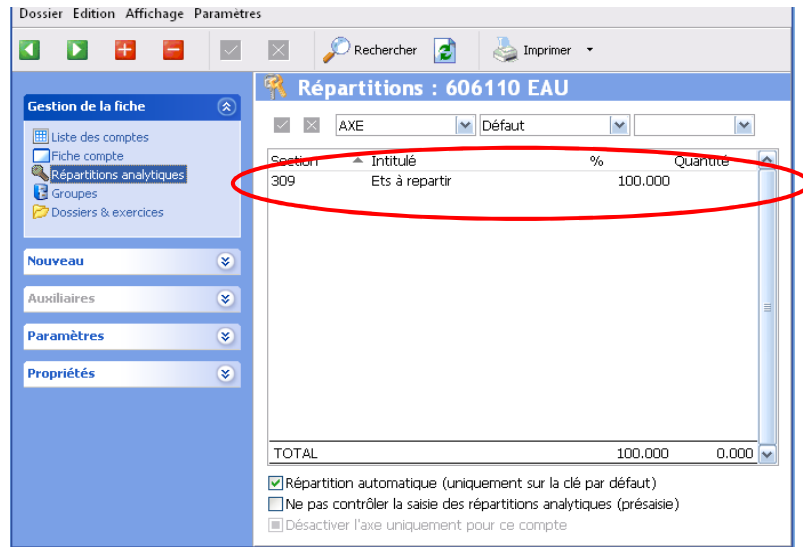 Dossier Edition Affichage Paramètres
Rechercher Imprimer
Répartitions : 606110 EAU
Gestion de la fiche
Liste des comptes
Fiche compte
Répartitions analytiques
Groupes
Dossiers & exercices
Nouveau
Auxiliaires
Paramètres
Propriétés
AXE Défaut
Section Intitulé % Quantité
309 Ets à repartir 100.000
TOTAL 100.000 0.000
Répartition automatique (uniquement sur la clé par défaut)
Ne pas contrôler la saisie des répartitions analytiques (présaisie)
Désactiver l'axe uniquement pour ce compte